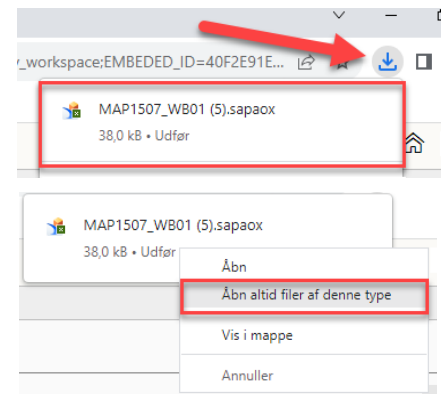 _workspace;EMBEDED_ID=40F2E91E...
MAP1507_WB01 (5).sapaox
38,0 kB • Udfør
MAP1507_WB01 (5).sapaox
38,0 kB • Udfør
Åbn
Åbn altid filer af denne type
Vis i mappe
Annuller